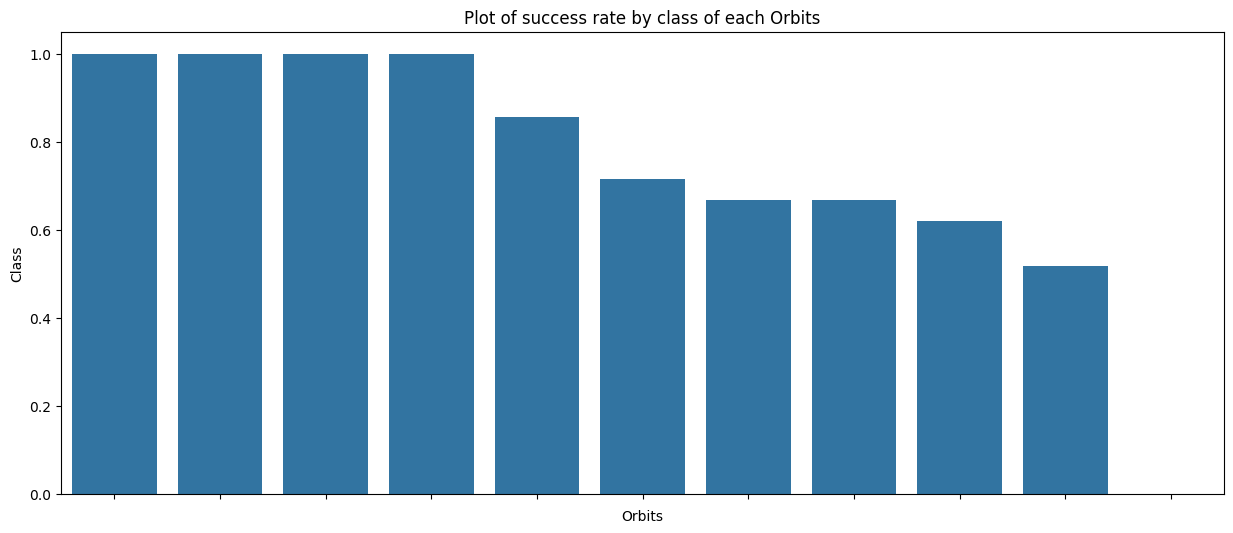 Plot of success rate by class of each Orbits
1.0
0.8
0.6
0.4
0.2
0.0
Class
Orbits